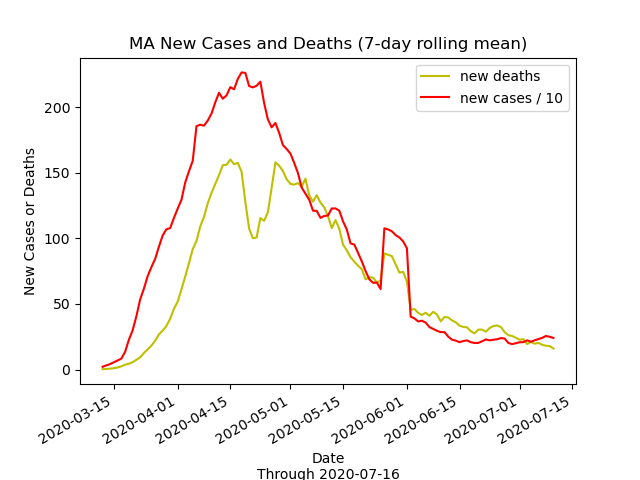 MA New Cases and Deaths (7-day rolling mean)
new deaths
new cases / 10
New Cases or Deaths
200
150
100
50
0
2020-03-15
2020-04-01
2020-04-15
2020-05-01
2020-05-15
2020-06-01
2020-06-15
2020-07-01
2020-07-15
Date
Through 2020-07-16